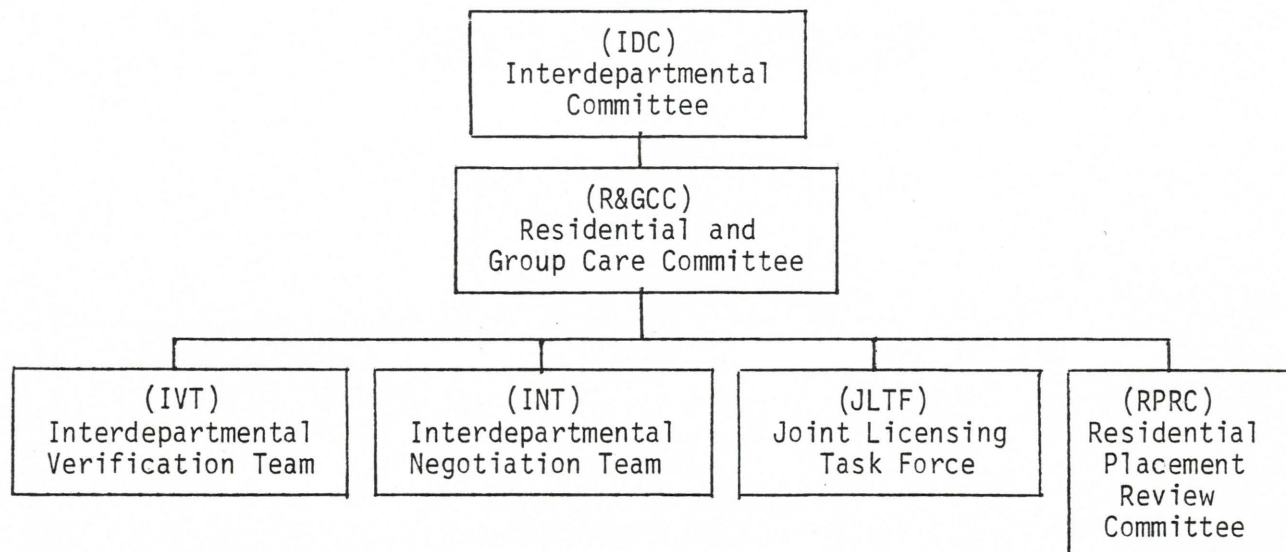 (IDC)
Interdepartmental
Committee
(R&GCC)
Residential and
Group Care Committee
(IVT)
Interdepartmental
Verification Team
(INT)
Interdepartmental
Negotiation Team
(JLTF)
Joint Licensing
Task Force
(RPRC)
Residential
Placement
Review
Committee